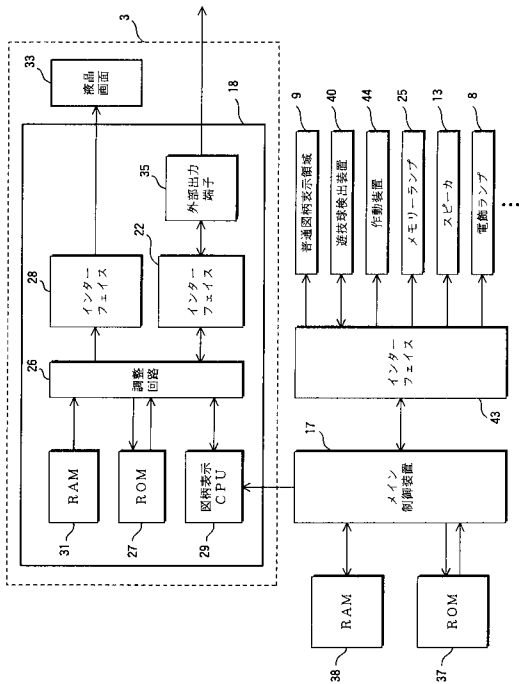 3
33
液晶
画面
18
35
外部出力
端子
28
インター
フェイス
22
インター
フェイス
26
調整
回路
RAM
31
ROM
27
図柄表示
CPU
29
9
普通図柄表示領域
40
遊技球検出装置
44
作動装置
25
メモリーランプ
13
スピーカ
8
電飾ランプ
…
インター
フェイス
43
17
メイン
制御装置
RAM
38
ROM
37